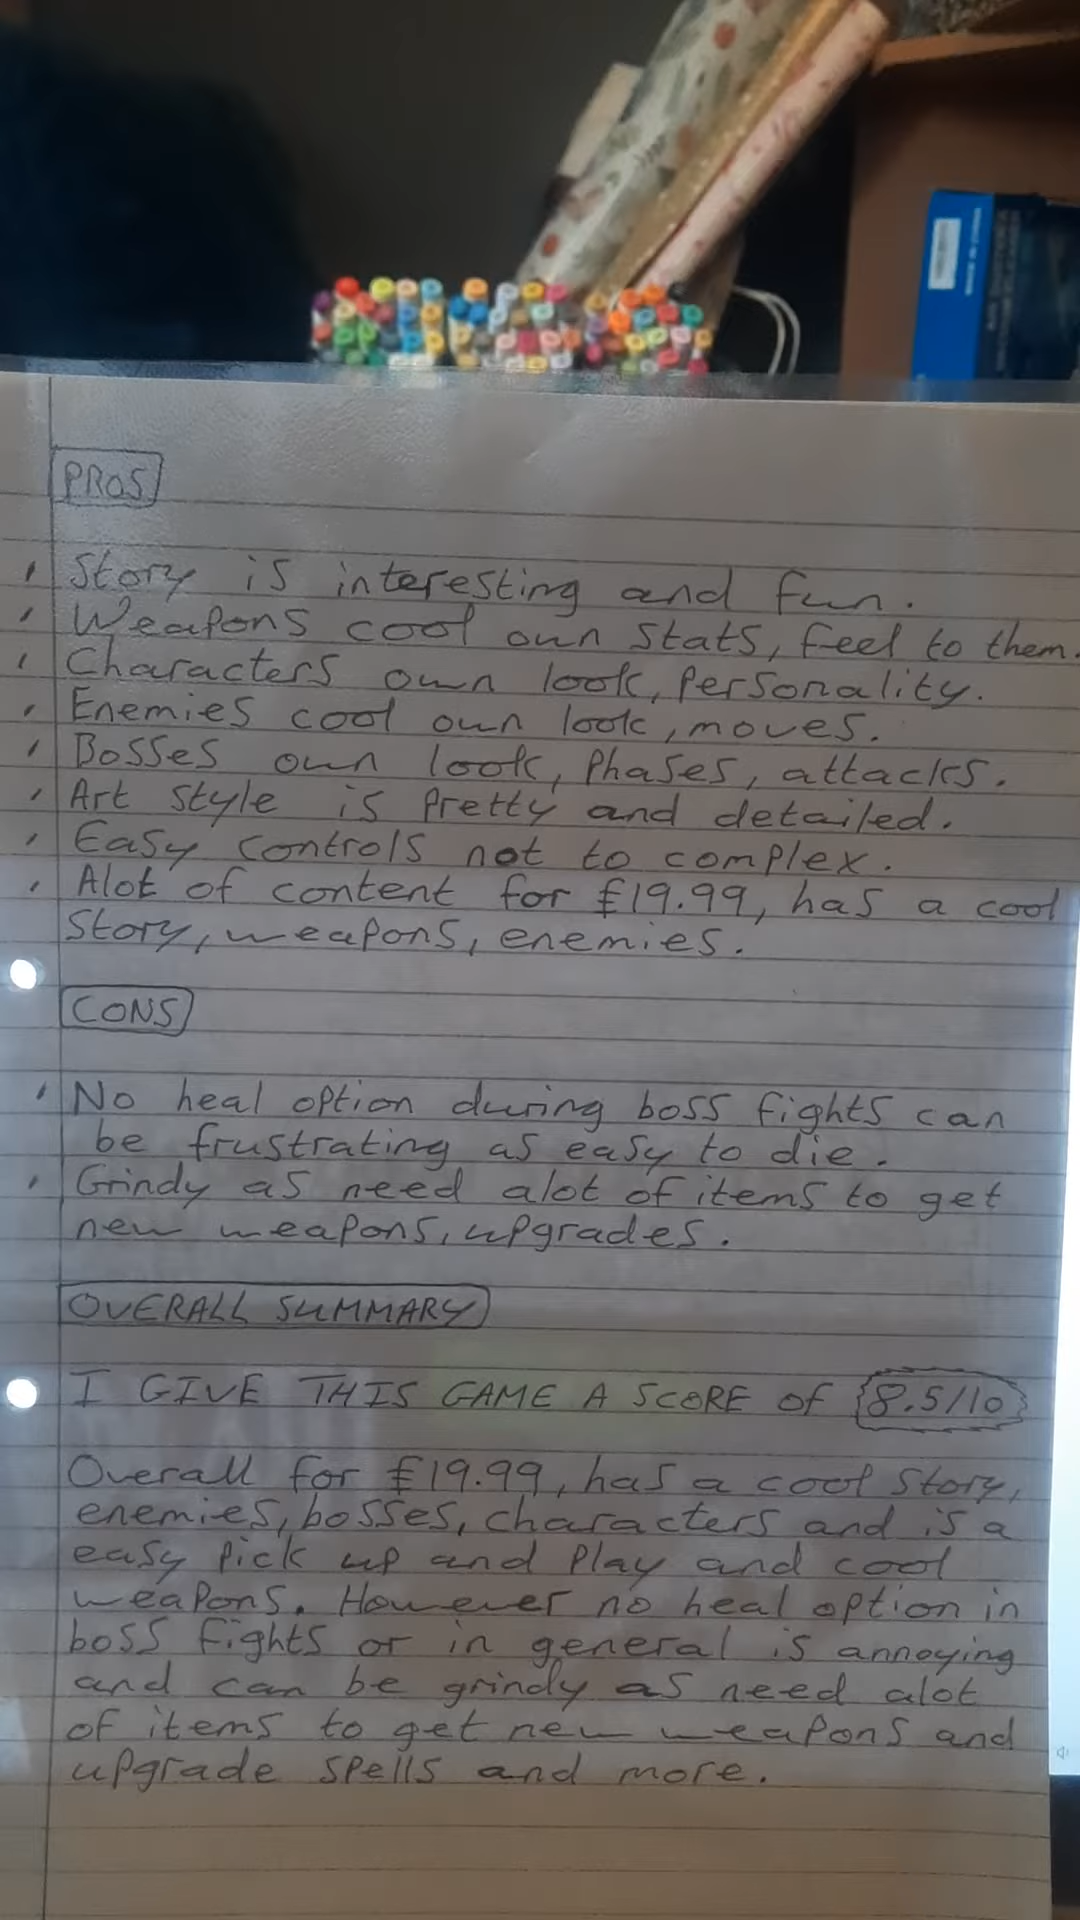 PROS
Story is interesting and fun.
Weapons cool own stats, feel to them.
Characters own look, Personality.
Enemies cool own look, moves.
Bosses own look, Phases, attacks.
Art style is Pretty and detailed.
Easy controls not to complex.
Alot of content for £19.99, has a cool
story, weapons, enemies.
CONS
No heal option during boss fights can
be frustrating as easy to die.
Grindy as need alot of items to get
new weapons, upgrades.
OVERALL SUMMARY
I GIVE THIS GAME A SCORE OF 8.5/10
Overall for £19.99, has a cool story,
enemies, bosses, characters and is a
easy Pick up and Play and cool
weapons. However no heal option in
boss fights or in general is annoying
and can be grindy as need alot
of items to get new weapons and
upgrade spells and more.